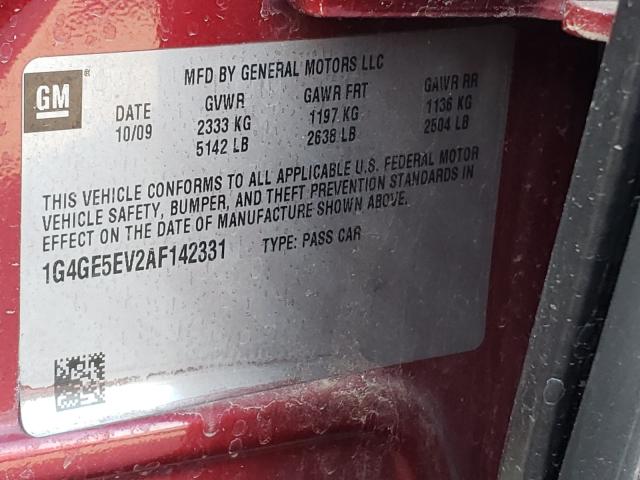 MFD BY GENERAL MOTORS LLC
GM®
DATE GVWR GAWR FRT GAWR RR
10/09 2333 KG 1197 KG 1136 KG
5142 LB 2638 LB 2504 LB
THIS VEHICLE CONFORMS TO ALL APPLICABLE U.S. FEDERAL MOTOR
VEHICLE SAFETY, BUMPER, AND THEFT PREVENTION STANDARDS IN
EFFECT ON THE DATE OF MANUFACTURE SHOWN ABOVE.
1G4GE5EV2AF142331 TYPE: PASS CAR